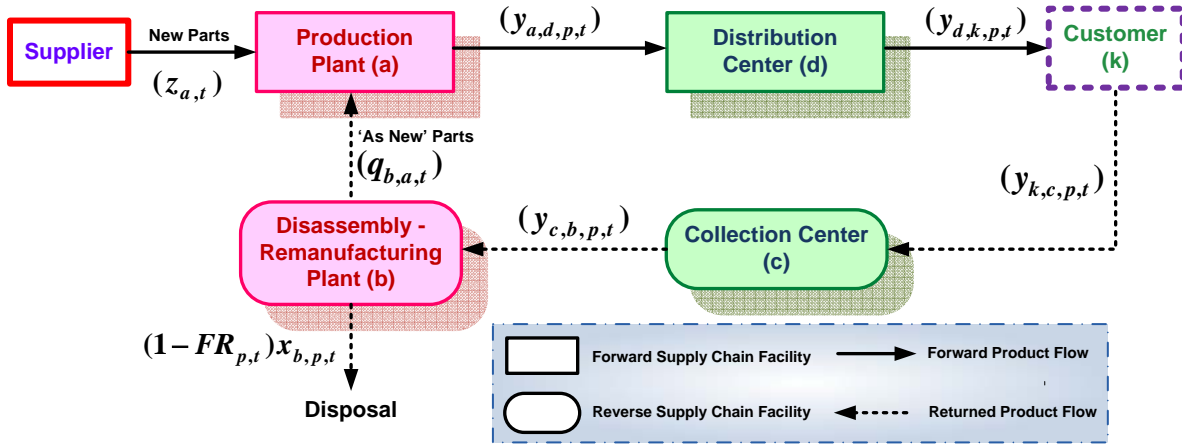 Supplier
New Parts
(z_{a,t})
Production
Plant (a)
(y_{a,d,p,t})
Distribution
Center (d)
(y_{d,k,p,t})
Customer
(k)
‘As New’ Parts
(q_{b,a,t})
(y_{k,c,p,t})
Disassembly -
Remanufacturing
Plant (b)
(y_{c,b,p,t})
Collection Center
(c)
(1-FR_{p,t})x_{b,p,t}
Disposal
Forward Supply Chain Facility
Forward Product Flow
Reverse Supply Chain Facility
Returned Product Flow